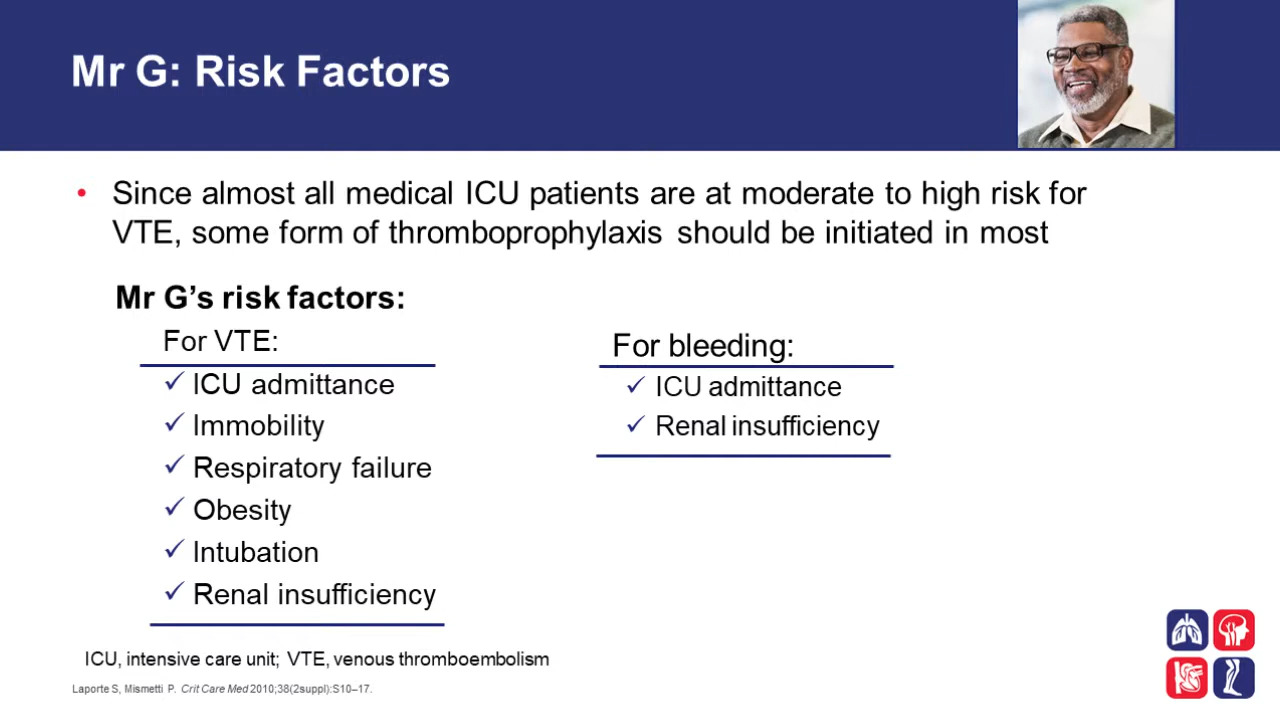 Mr G: Risk Factors
• Since almost all medical ICU patients are at moderate to high risk for
VTE, some form of thromboprophylaxis should be initiated in most
Mr G’s risk factors:
For VTE:
✓ ICU admittance
✓ Immobility
✓ Respiratory failure
✓ Obesity
✓ Intubation
✓ Renal insufficiency
For bleeding:
✓ ICU admittance
✓ Renal insufficiency
ICU, intensive care unit; VTE, venous thromboembolism
Laporte S, Mismetti P. Crit Care Med 2010;38(2suppl):S10–17.